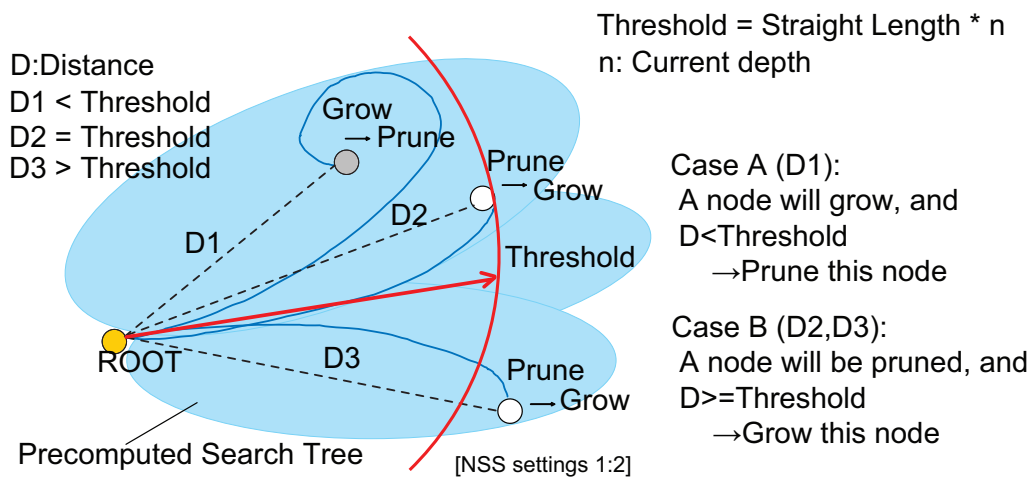 Threshold = Straight Length * n
n: Current depth
D:Distance
D1 < Threshold
D2 = Threshold
D3 > Threshold
Grow
→ Prune
Prune
→ Grow
D1
D2
Threshold
ROOT
D3
Prune
→ Grow
Precomputed Search Tree
[NSS settings 1:2]
Case A (D1):
A node will grow, and
D<Threshold
→Prune this node
Case B (D2,D3):
A node will be pruned, and
D>=Threshold
→Grow this node